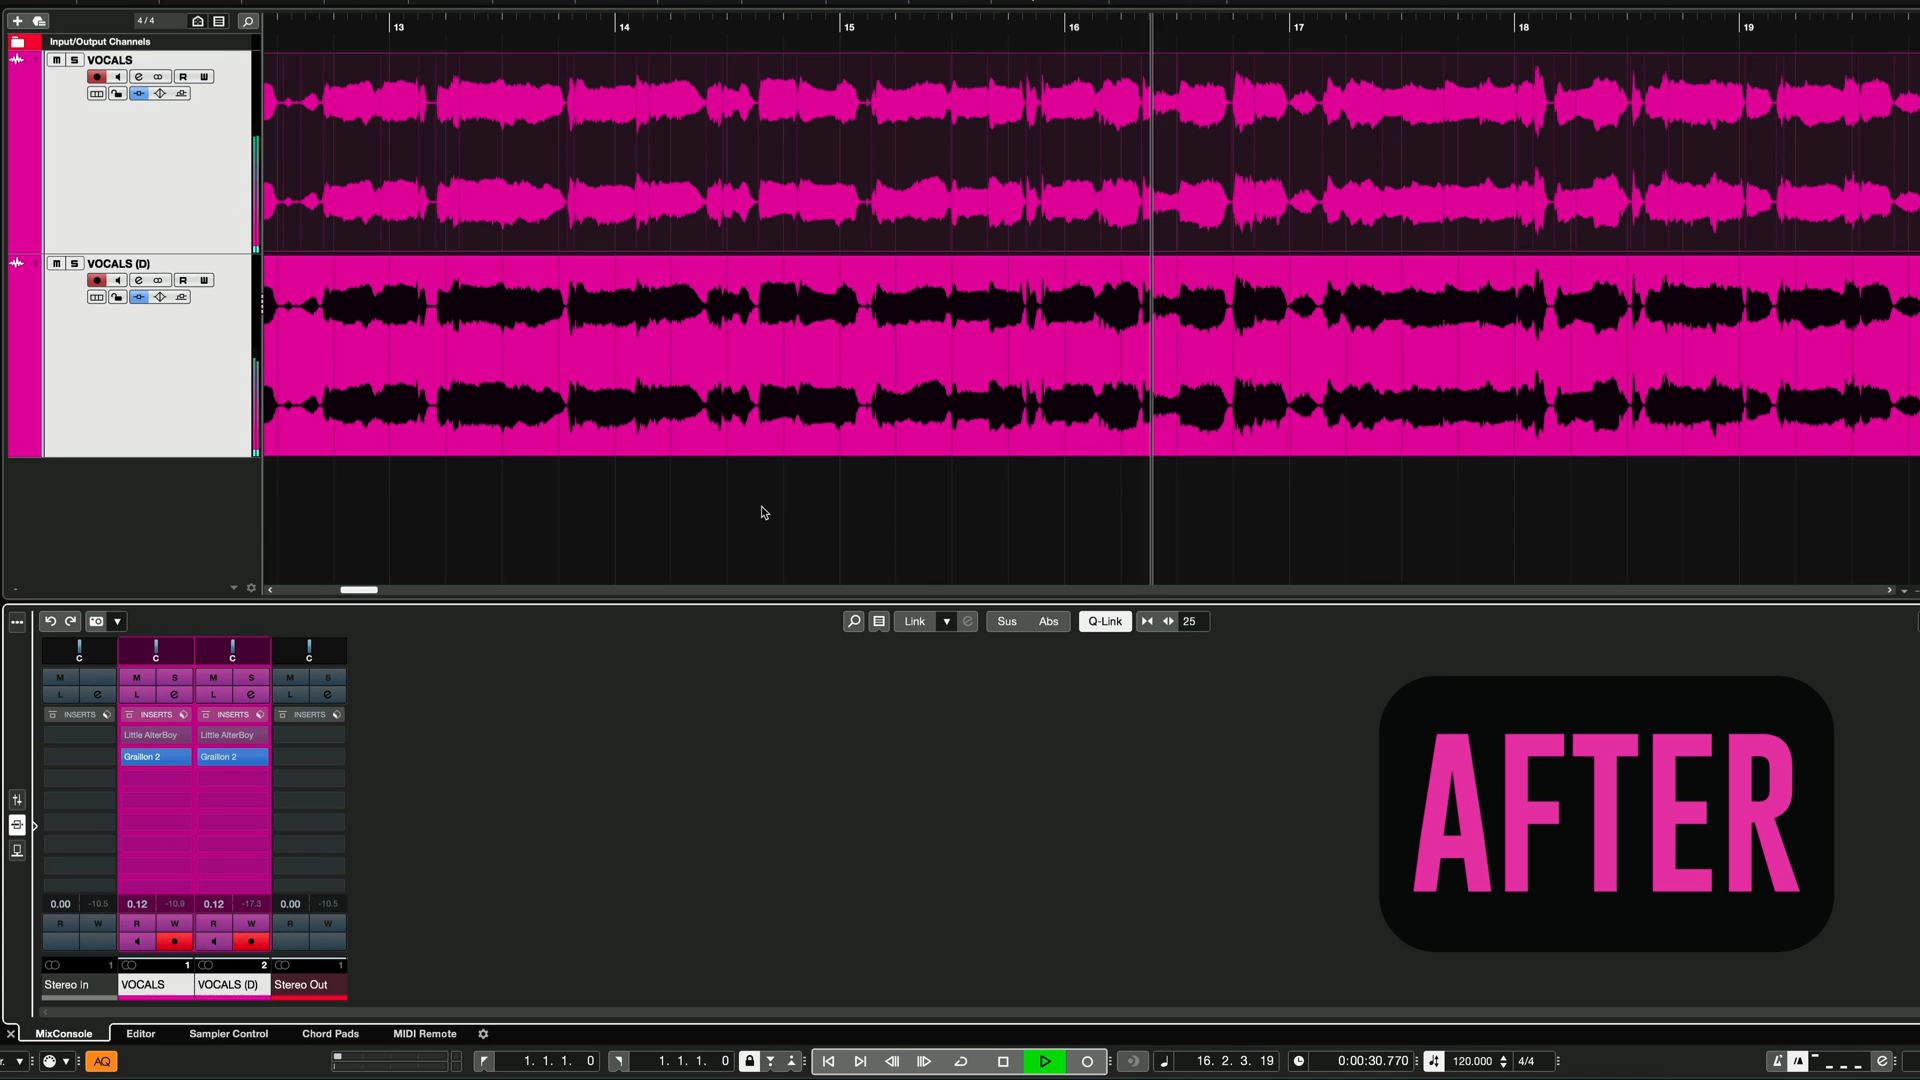 4/4
13 14 15 16 17 18 19
Input/Output Channels
m S VOCALS
e R W
m S VOCALS (D)
e R W
Link Sus Abs Q-Link 25
C C C C
M M S M S M S
L e L e L e L e
INSERTS INSERTS INSERTS INSERTS
Little AlterBoy Little AlterBoy
Graillon 2 Graillon 2
AFTER
0.00 -10.5 0.12 -10.9 0.12 -17.3 0.00 -10.5
R W R W R W R W
1 1 2 1
Stereo In VOCALS VOCALS (D) Stereo Out
MixConsole Editor Sampler Control Chord Pads MIDI Remote
AQ 1. 1. 1. 0 1. 1. 1. 0 16. 2. 3. 19 0:00:30.770 120.000 4/4